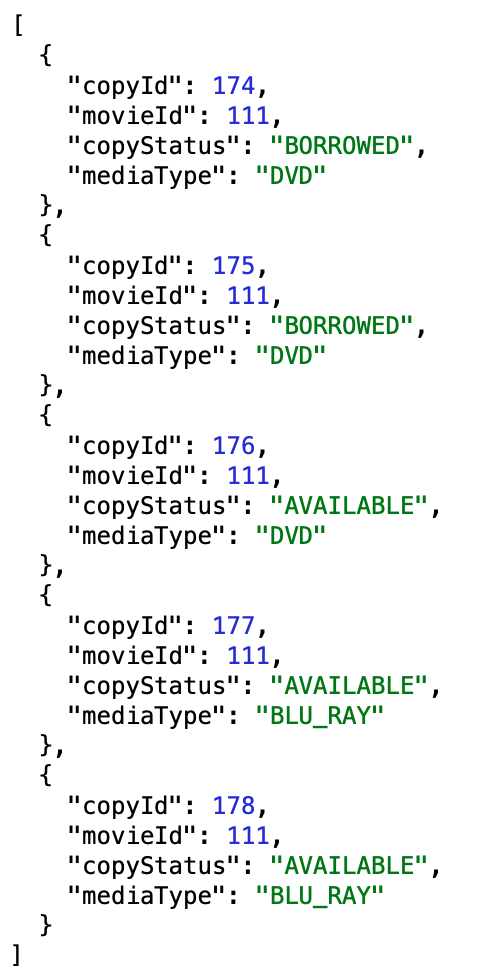 [
  {
    "copyId": 174,
    "movieId": 111,
    "copyStatus": "BORROWED",
    "mediaType": "DVD"
  },
  {
    "copyId": 175,
    "movieId": 111,
    "copyStatus": "BORROWED",
    "mediaType": "DVD"
  },
  {
    "copyId": 176,
    "movieId": 111,
    "copyStatus": "AVAILABLE",
    "mediaType": "DVD"
  },
  {
    "copyId": 177,
    "movieId": 111,
    "copyStatus": "AVAILABLE",
    "mediaType": "BLU_RAY"
  },
  {
    "copyId": 178,
    "movieId": 111,
    "copyStatus": "AVAILABLE",
    "mediaType": "BLU_RAY"
  }
]